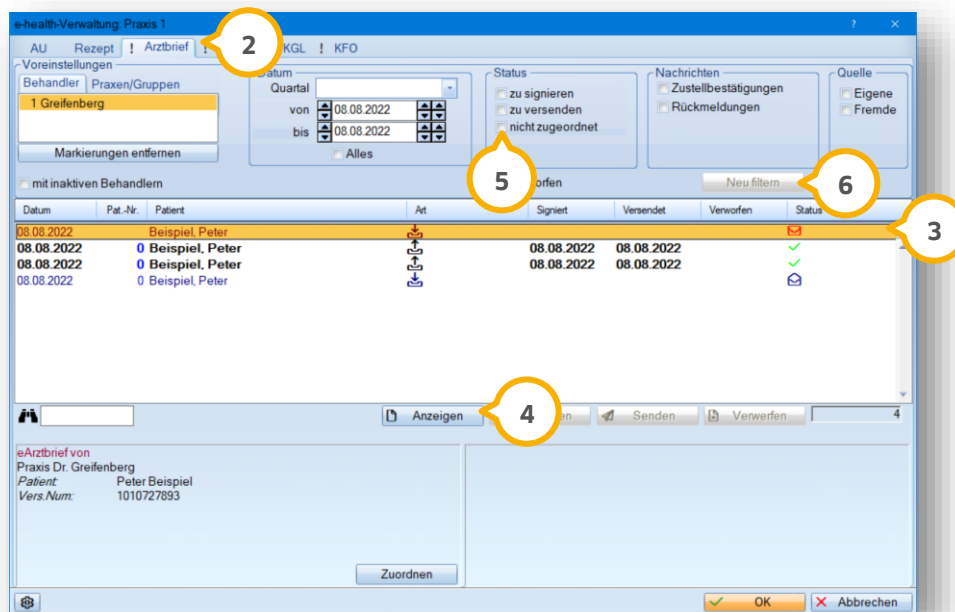 e-health-Verwaltung: Praxis 1 ? ×
AU Rezept ! Arztbrief ! 2 KGL ! KFO
Voreinstellungen
Behandler Praxen/Gruppen
1 Greifenberg
Markierungen entfernen
Datum
Quartal
von 08.08.2022
bis 08.08.2022
Alles
Status
zu signieren
zu versenden
nicht zugeordnet
Nachrichten
Zustellbestätigungen
Rückmeldungen
Quelle
Eigene
Fremde
5
mit inaktiven Behandlern
Neu filtern 6
Datum Pat.-Nr. Patient Art Signiert Versendet Verworfen Status
08.08.2022 Beispiel, Peter 3
08.08.2022 0 Beispiel, Peter 08.08.2022 08.08.2022
08.08.2022 0 Beispiel, Peter 08.08.2022 08.08.2022
08.08.2022 0 Beispiel, Peter
Anzeigen 4 Senden Verwerfen 4
eArztbrief von
Praxis Dr. Greifenberg
Patient: Peter Beispiel
Vers.Num: 1010727893
Zuordnen
OK Abbrechen